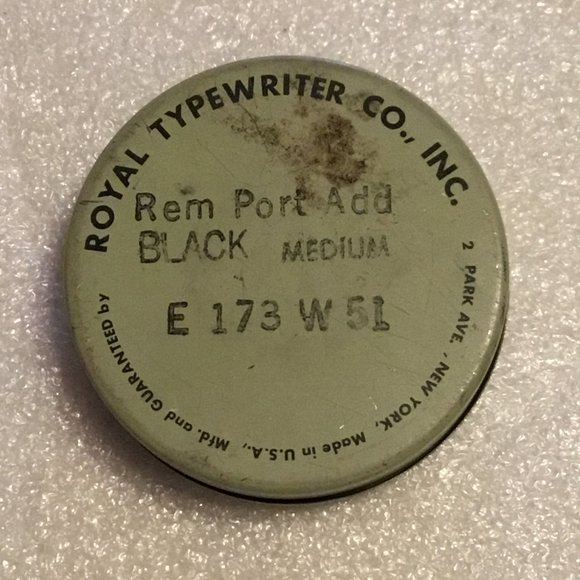 ROYAL TYPEWRITER CO., INC.
Rem Port Add
BLACK MEDIUM
E 173 W 51
2 PARK AVE., NEW YORK, Made in U.S.A., Mfd. and GUARANTEED by